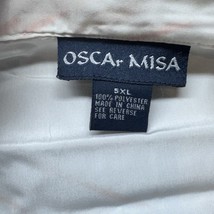 OSCAr MISA
5XL
100% POLYESTER
MADE IN CHINA
SEE REVERSE
FOR CARE